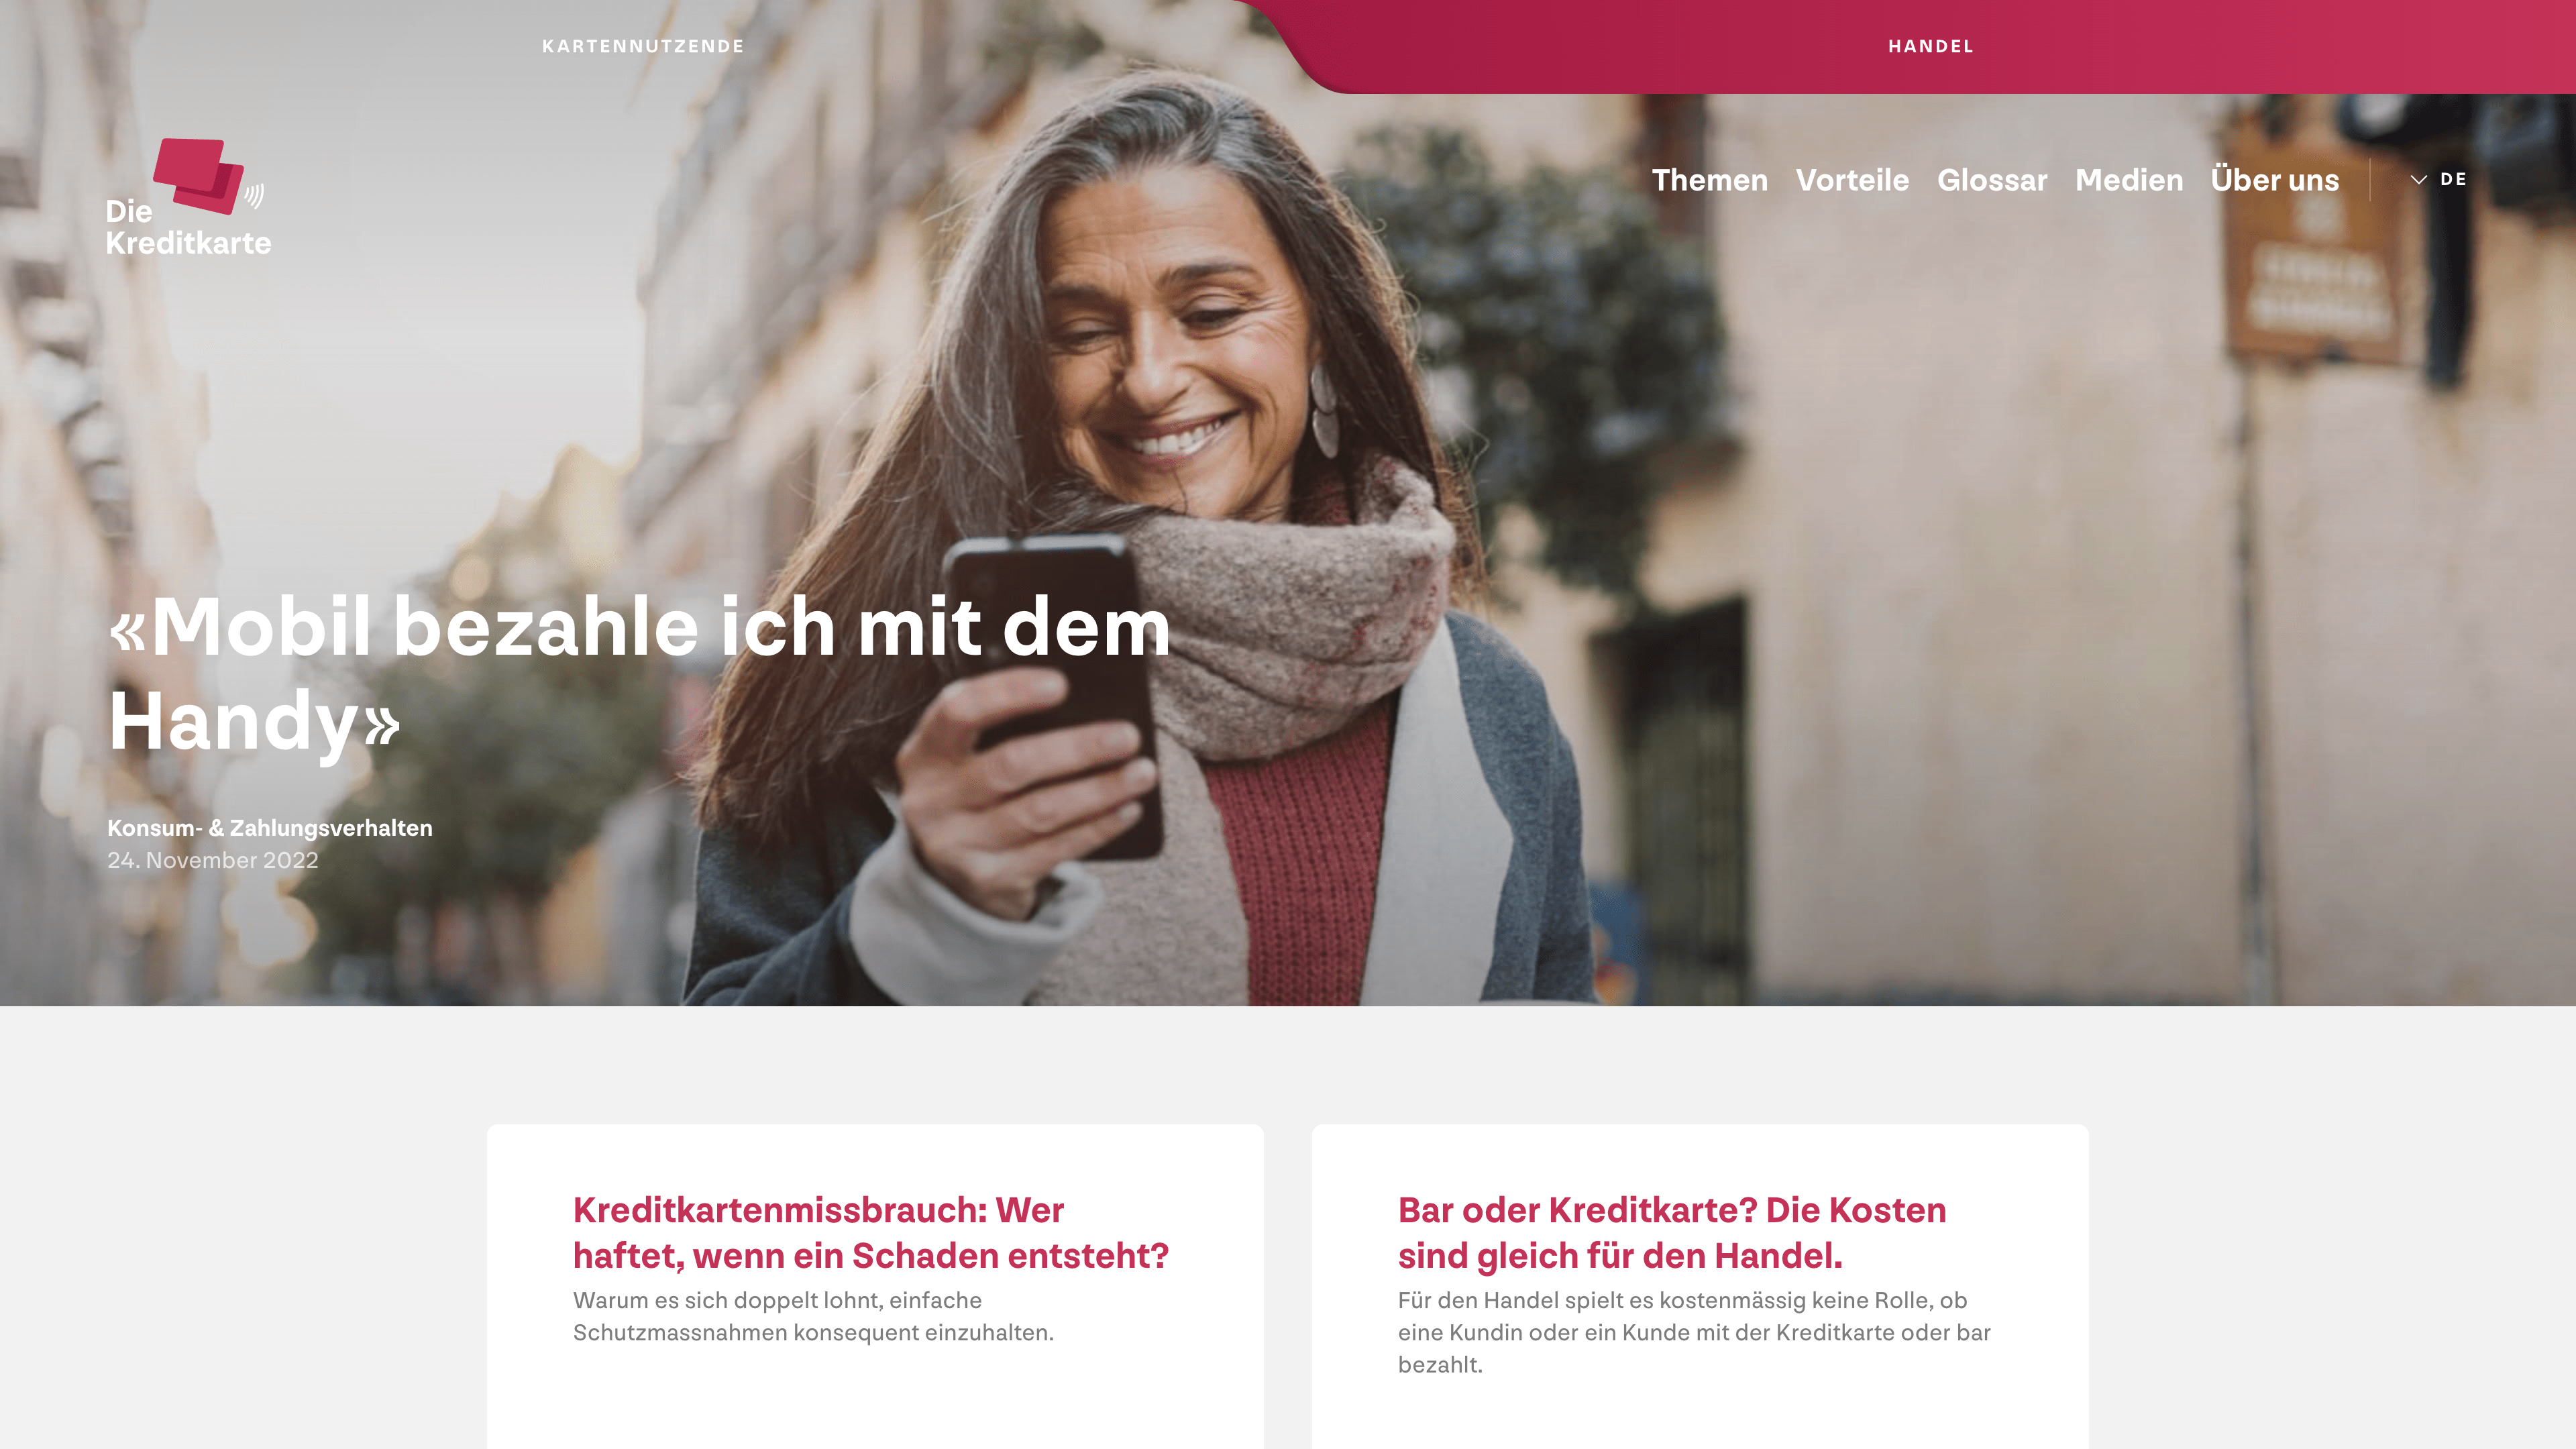 KARTENNUTZENDE
HANDEL
Die
Kreditkarte
Themen Vorteile Glossar Medien Über uns DE
«Mobil bezahle ich mit dem
Handy»
Konsum- & Zahlungsverhalten
24. November 2022
Kreditkartenmissbrauch: Wer
haftet, wenn ein Schaden entsteht?
Warum es sich doppelt lohnt, einfache
Schutzmassnahmen konsequent einzuhalten.
Bar oder Kreditkarte? Die Kosten
sind gleich für den Handel.
Für den Handel spielt es kostenmässig keine Rolle, ob
eine Kundin oder ein Kunde mit der Kreditkarte oder bar
bezahlt.